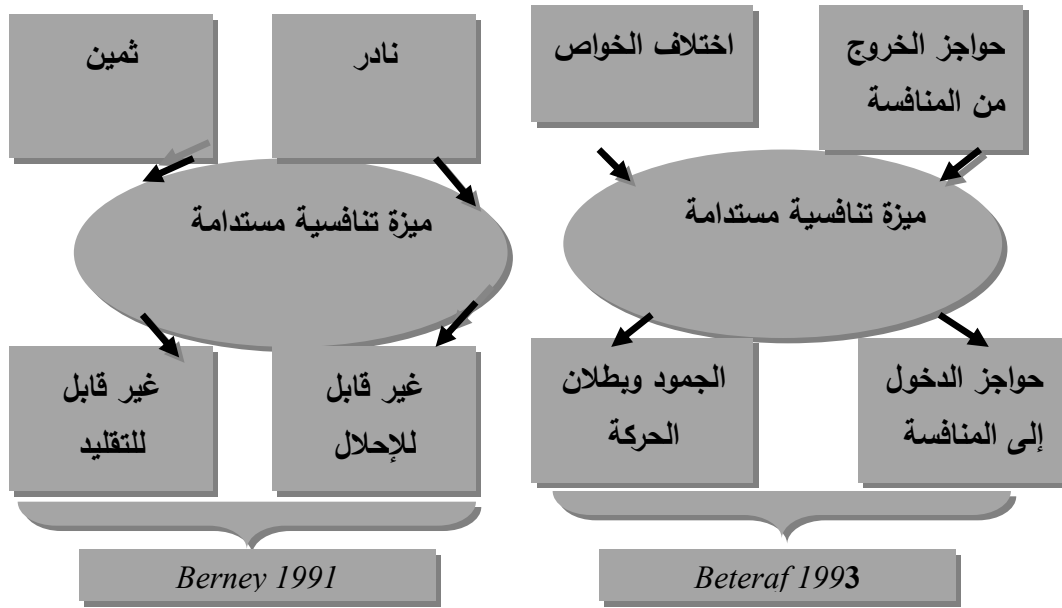 حواجز الخروج
من المنافسة
اختلاف الخواص
نادر
ثمين
ميزة تنافسية مستدامة
ميزة تنافسية مستدامة
حواجز الدخول
إلى المنافسة
الجمود وبطلان
الحركة
غير قابل
للإحلال
غير قابل
للتقليد
Beteraf 1993
Berney 1991